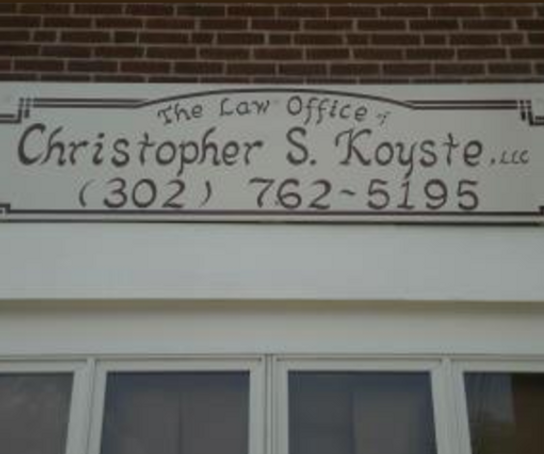 The Law Office of
Christopher S. Koyste, LLC
(302) 762-5195